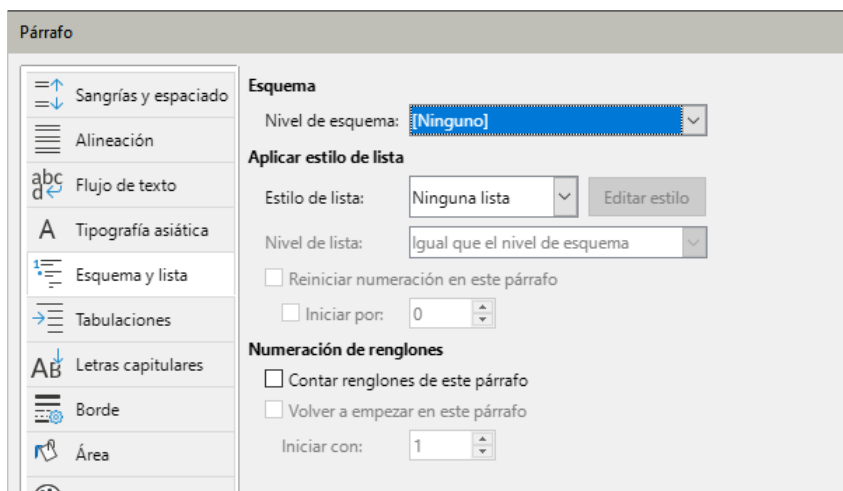 Párrafo
Sangrías y espaciado
Alineación
abc
d
Flujo de texto
A
Tipografía asiática
1
Esquema y lista
Tabulaciones
AB
Letras capitulares
Borde
Área
Esquema
Nivel de esquema: [Ninguno]
Aplicar estilo de lista
Estilo de lista: Ninguna lista Editar estilo
Nivel de lista: Igual que el nivel de esquema
Reiniciar numeración en este párrafo
Iniciar por: 0
Numeración de renglones
Contar renglones de este párrafo
Volver a empezar en este párrafo
Iniciar con: 1